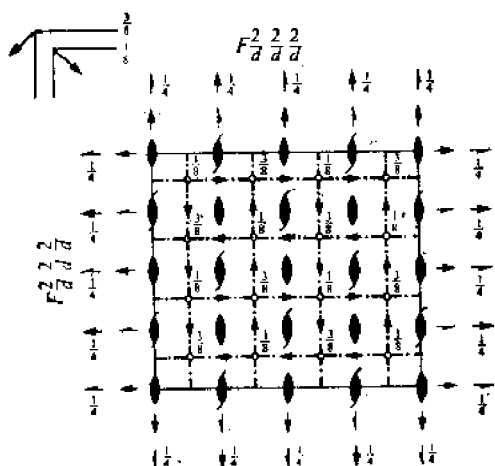 3/8
1/8
F 2/d 2/d 2/d
1/4 1/4 1/4 1/4 1/4
1/4 1/8 3/8 1/8 3/8 1/4
1/4 3/8 1/8 3/8 1/8 1/4
F 2/d 2/d 2/d
1/4 1/8 3/8 1/8 3/8 1/4
1/4 3/8 1/8 3/8 1/8 1/4
1/4 1/4
1/4 1/4 1/4 1/4 1/4